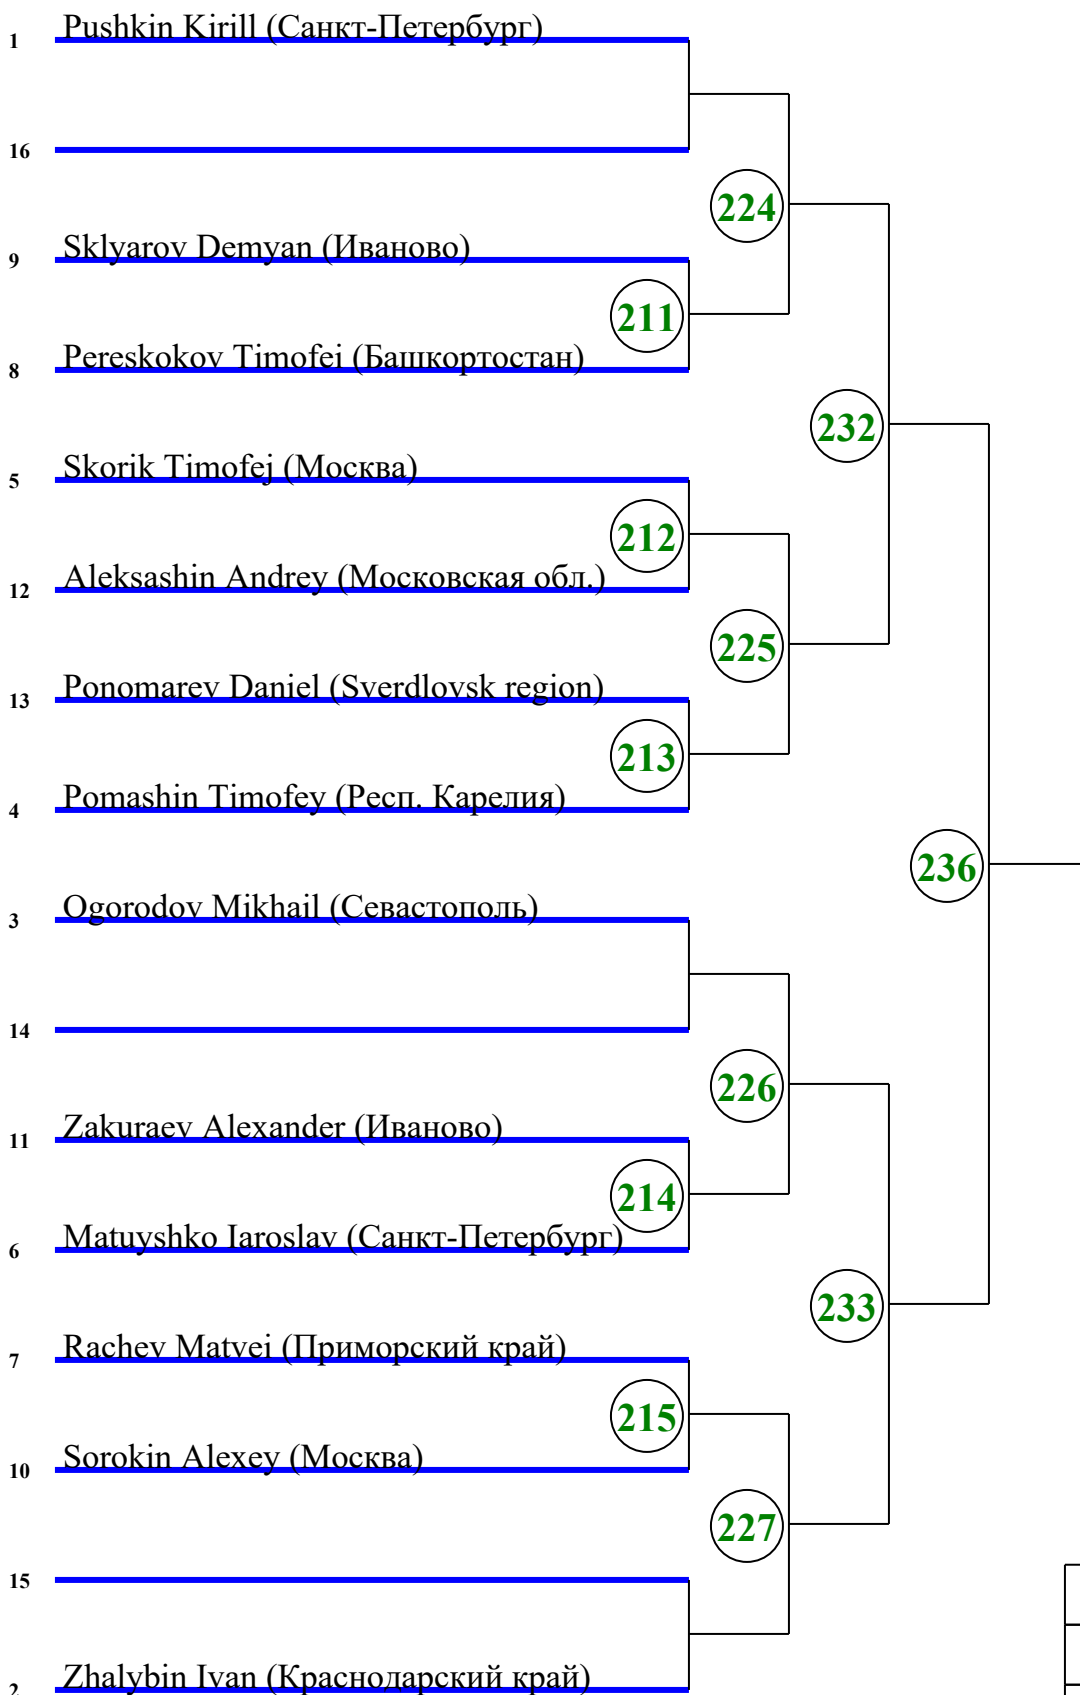 1 Pushkin Kirill (Санкт-Петербург)
16
224
9 Sklyarov Demyan (Иваново)
211
8 Pereskokov Timofei (Башкортостан)
232
5 Skorik Timofej (Москва)
212
12 Aleksashin Andrey (Московская обл.)
225
13 Ponomarev Daniel (Sverdlovsk region)
213
4 Pomashin Timofey (Респ. Карелия)
236
3 Ogorodov Mikhail (Севастополь)
14
226
11 Zakuraev Alexander (Иваново)
214
6 Matuyshko Iaroslav (Санкт-Петербург)
233
7 Rachev Matvei (Приморский край)
215
10 Sorokin Alexey (Москва)
227
15
2 Zhalybin Ivan (Краснодарский край)